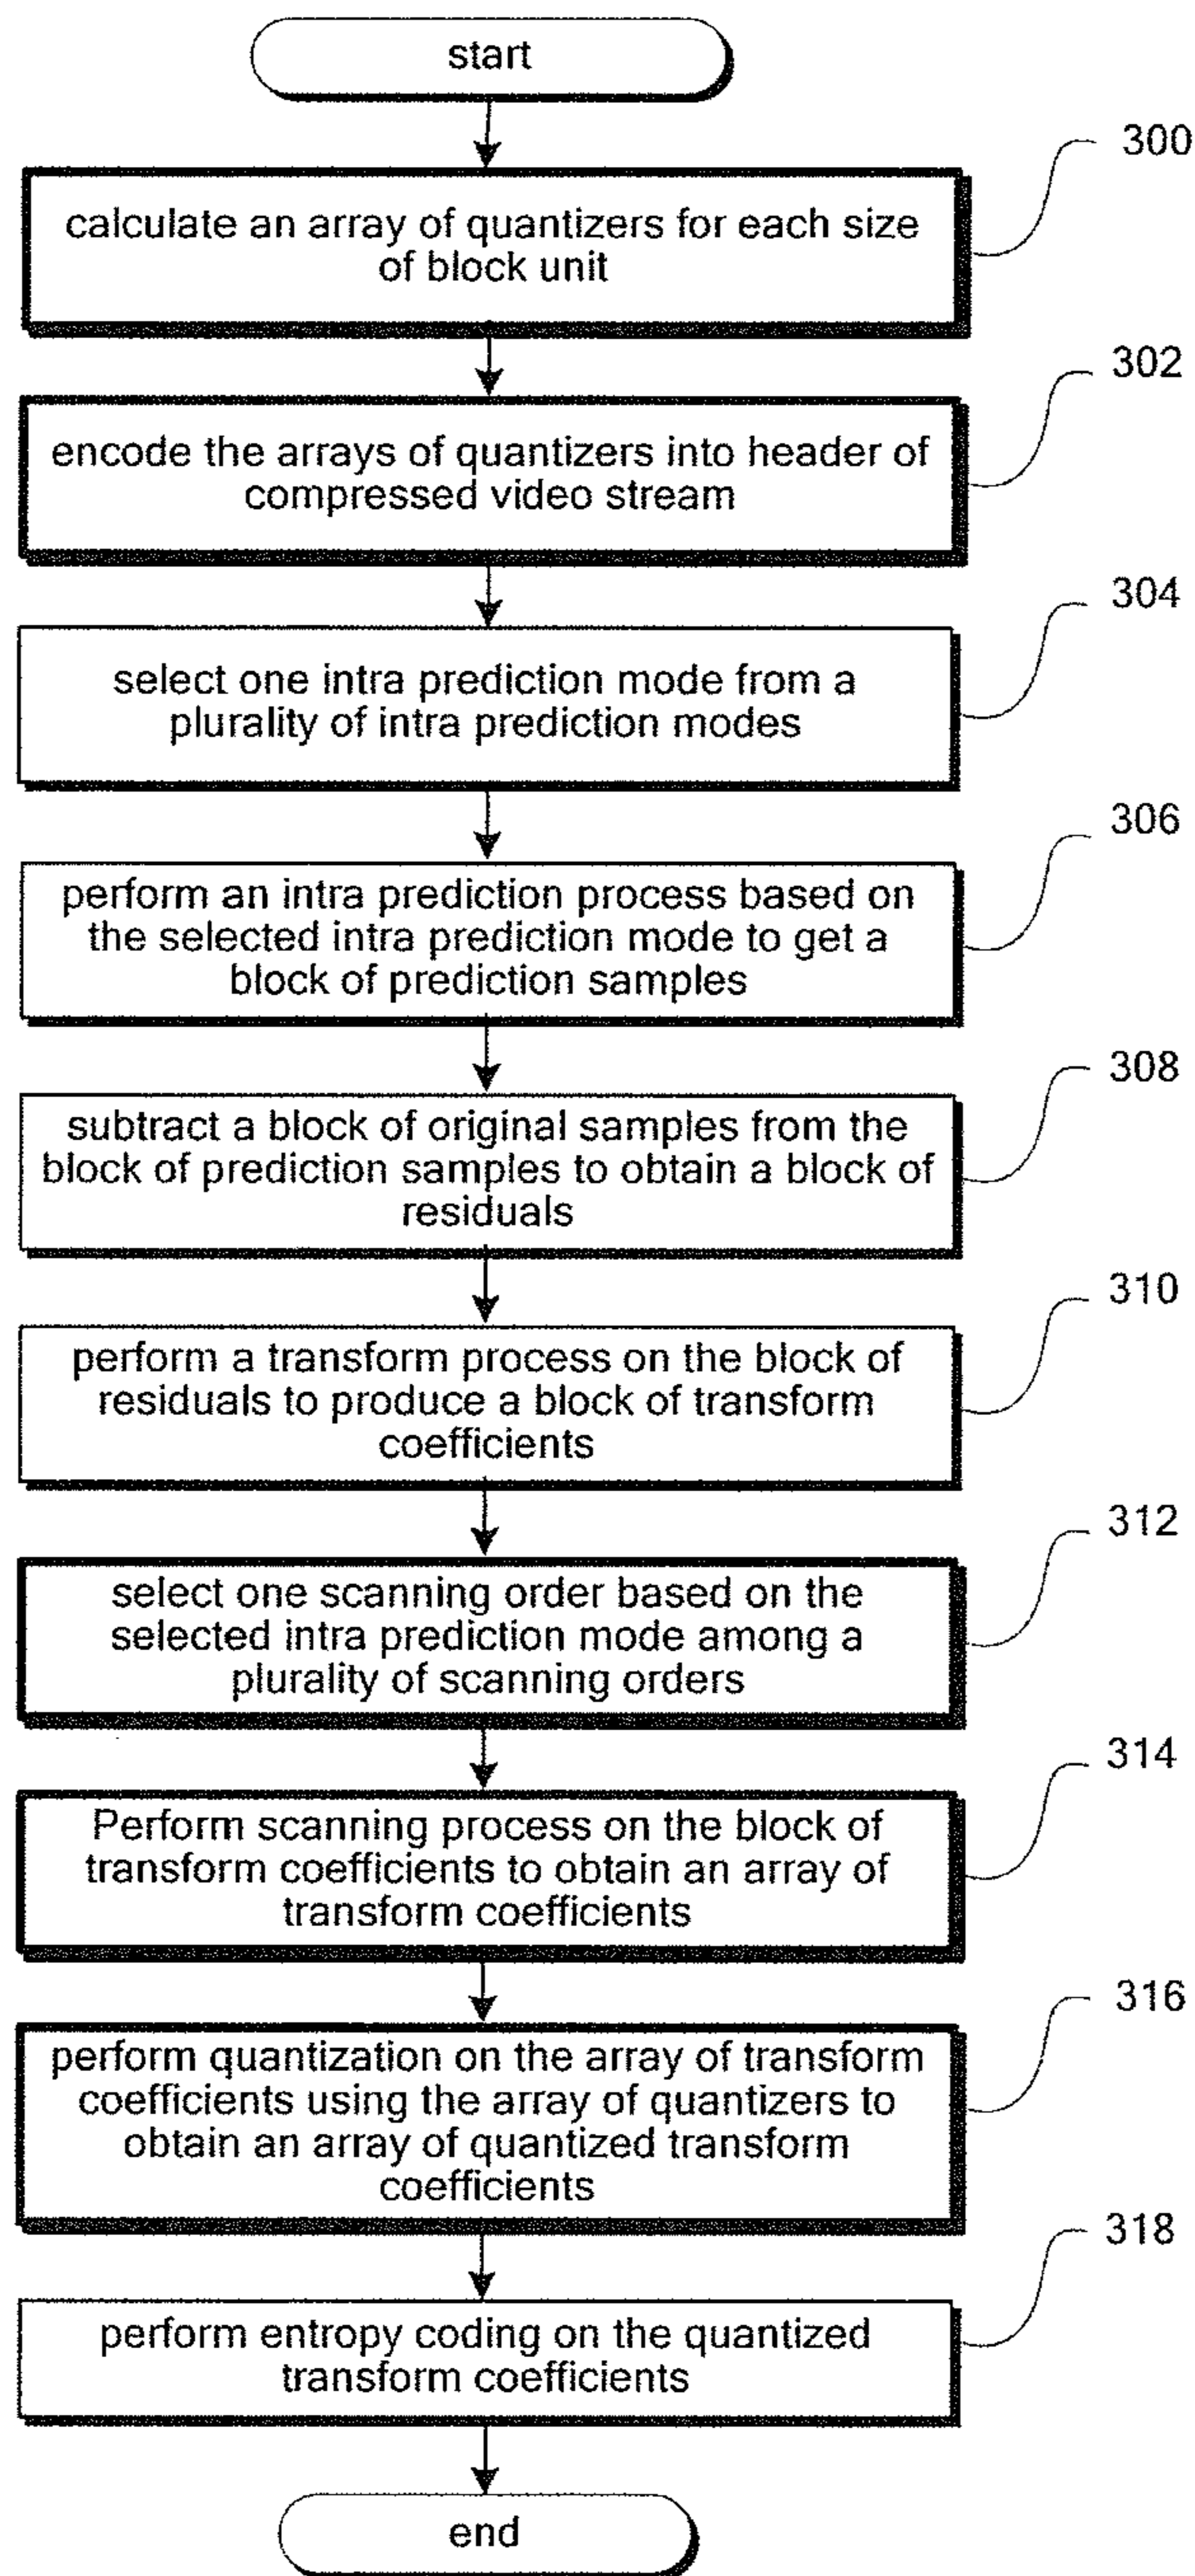 start
300
calculate an array of quantizers for each size
of block unit
302
encode the arrays of quantizers into header of
compressed video stream
304
select one intra prediction mode from a
plurality of intra prediction modes
306
perform an intra prediction process based on
the selected intra prediction mode to get a
block of prediction samples
308
subtract a block of original samples from the
block of prediction samples to obtain a block of
residuals
310
perform a transform process on the block of
residuals to produce a block of transform
coefficients
312
select one scanning order based on the
selected intra prediction mode among a
plurality of scanning orders
314
Perform scanning process on the block of
transform coefficients to obtain an array of
transform coefficients
316
perform quantization on the array of transform
coefficients using the array of quantizers to
obtain an array of quantized transform
coefficients
318
perform entropy coding on the quantized
transform coefficients
end